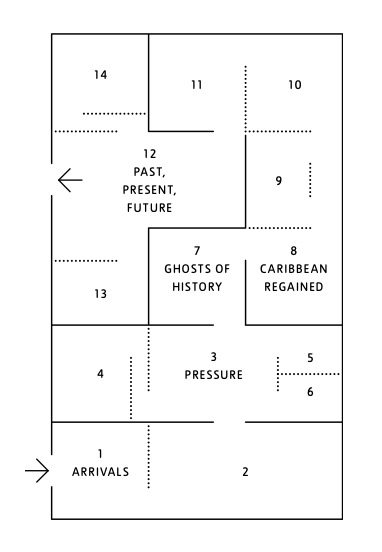 14
11
10
12
PAST,
PRESENT,
FUTURE
9
7
GHOSTS OF
HISTORY
8
CARIBBEAN
REGAINED
13
3
PRESSURE
4
5
6
1
ARRIVALS
2